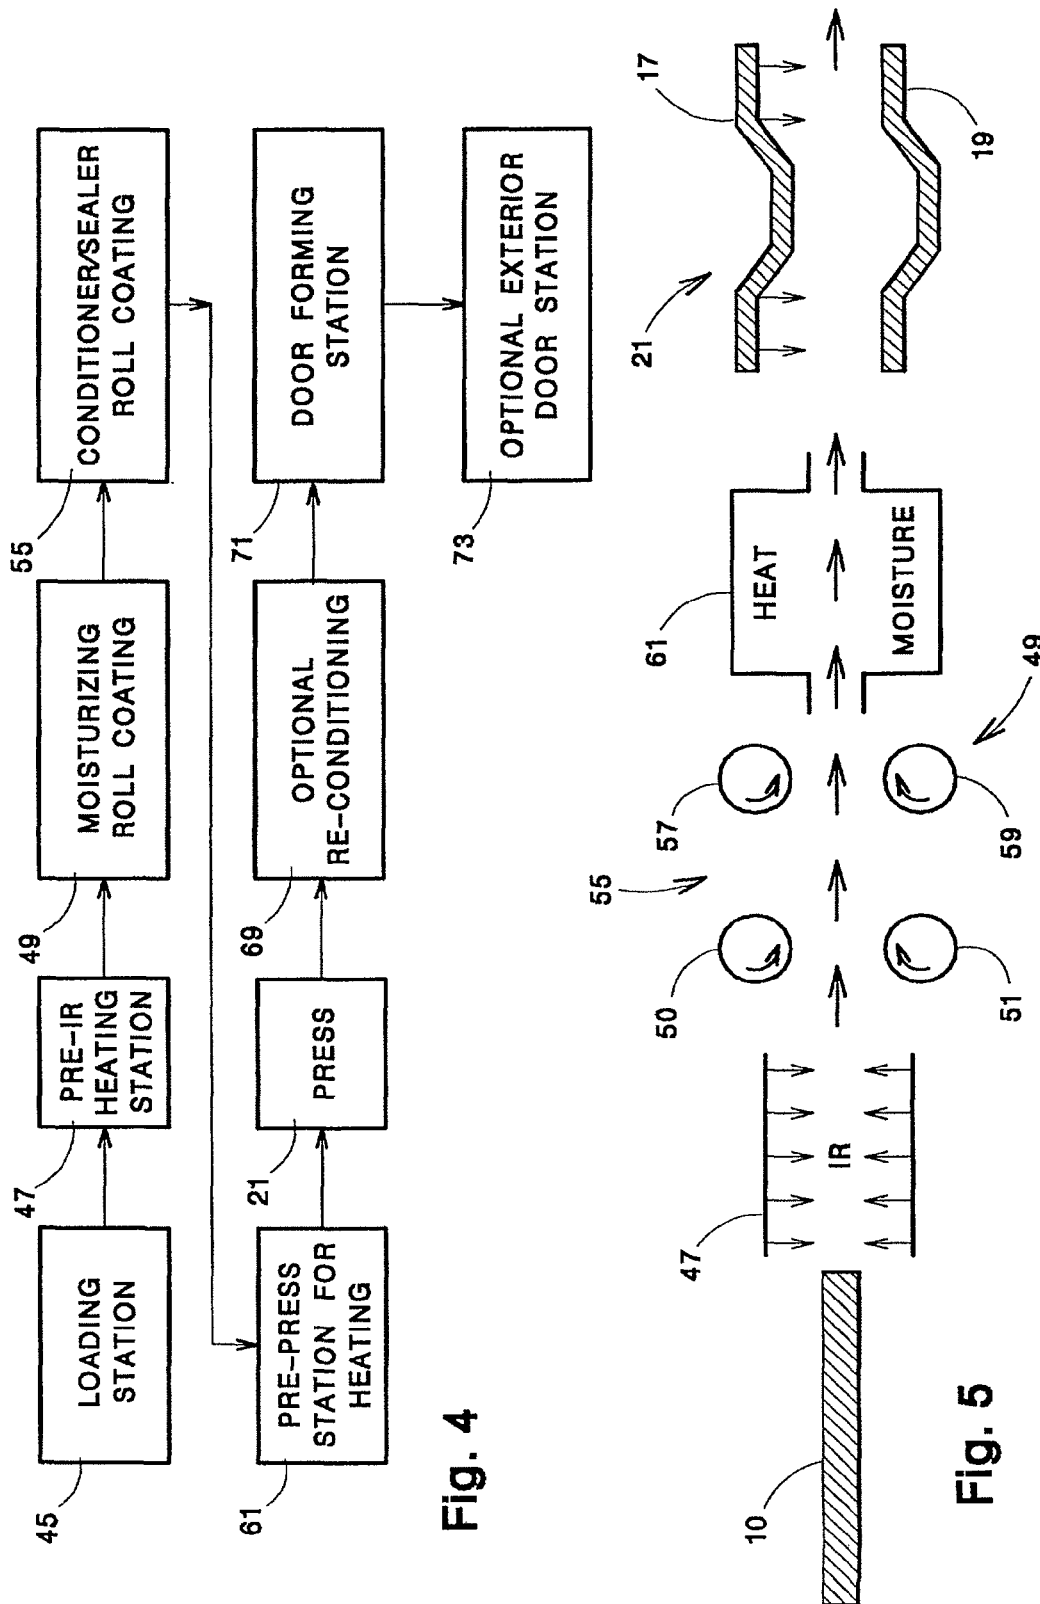 LOADING
STATION
45
PRE-IR
HEATING
STATION
47
MOISTURIZING
ROLL COATING
49
CONDITIONER/SEALER
ROLL COATING
55
PRE-PRESS
STATION FOR
HEATING
61
PRESS
21
OPTIONAL
RE-CONDITIONING
69
DOOR FORMING
STATION
71
OPTIONAL EXTERIOR
DOOR STATION
73
Fig. 4
10
47
IR
50
51
55
57
59
49
61
HEAT
MOISTURE
21
17
19
Fig. 5